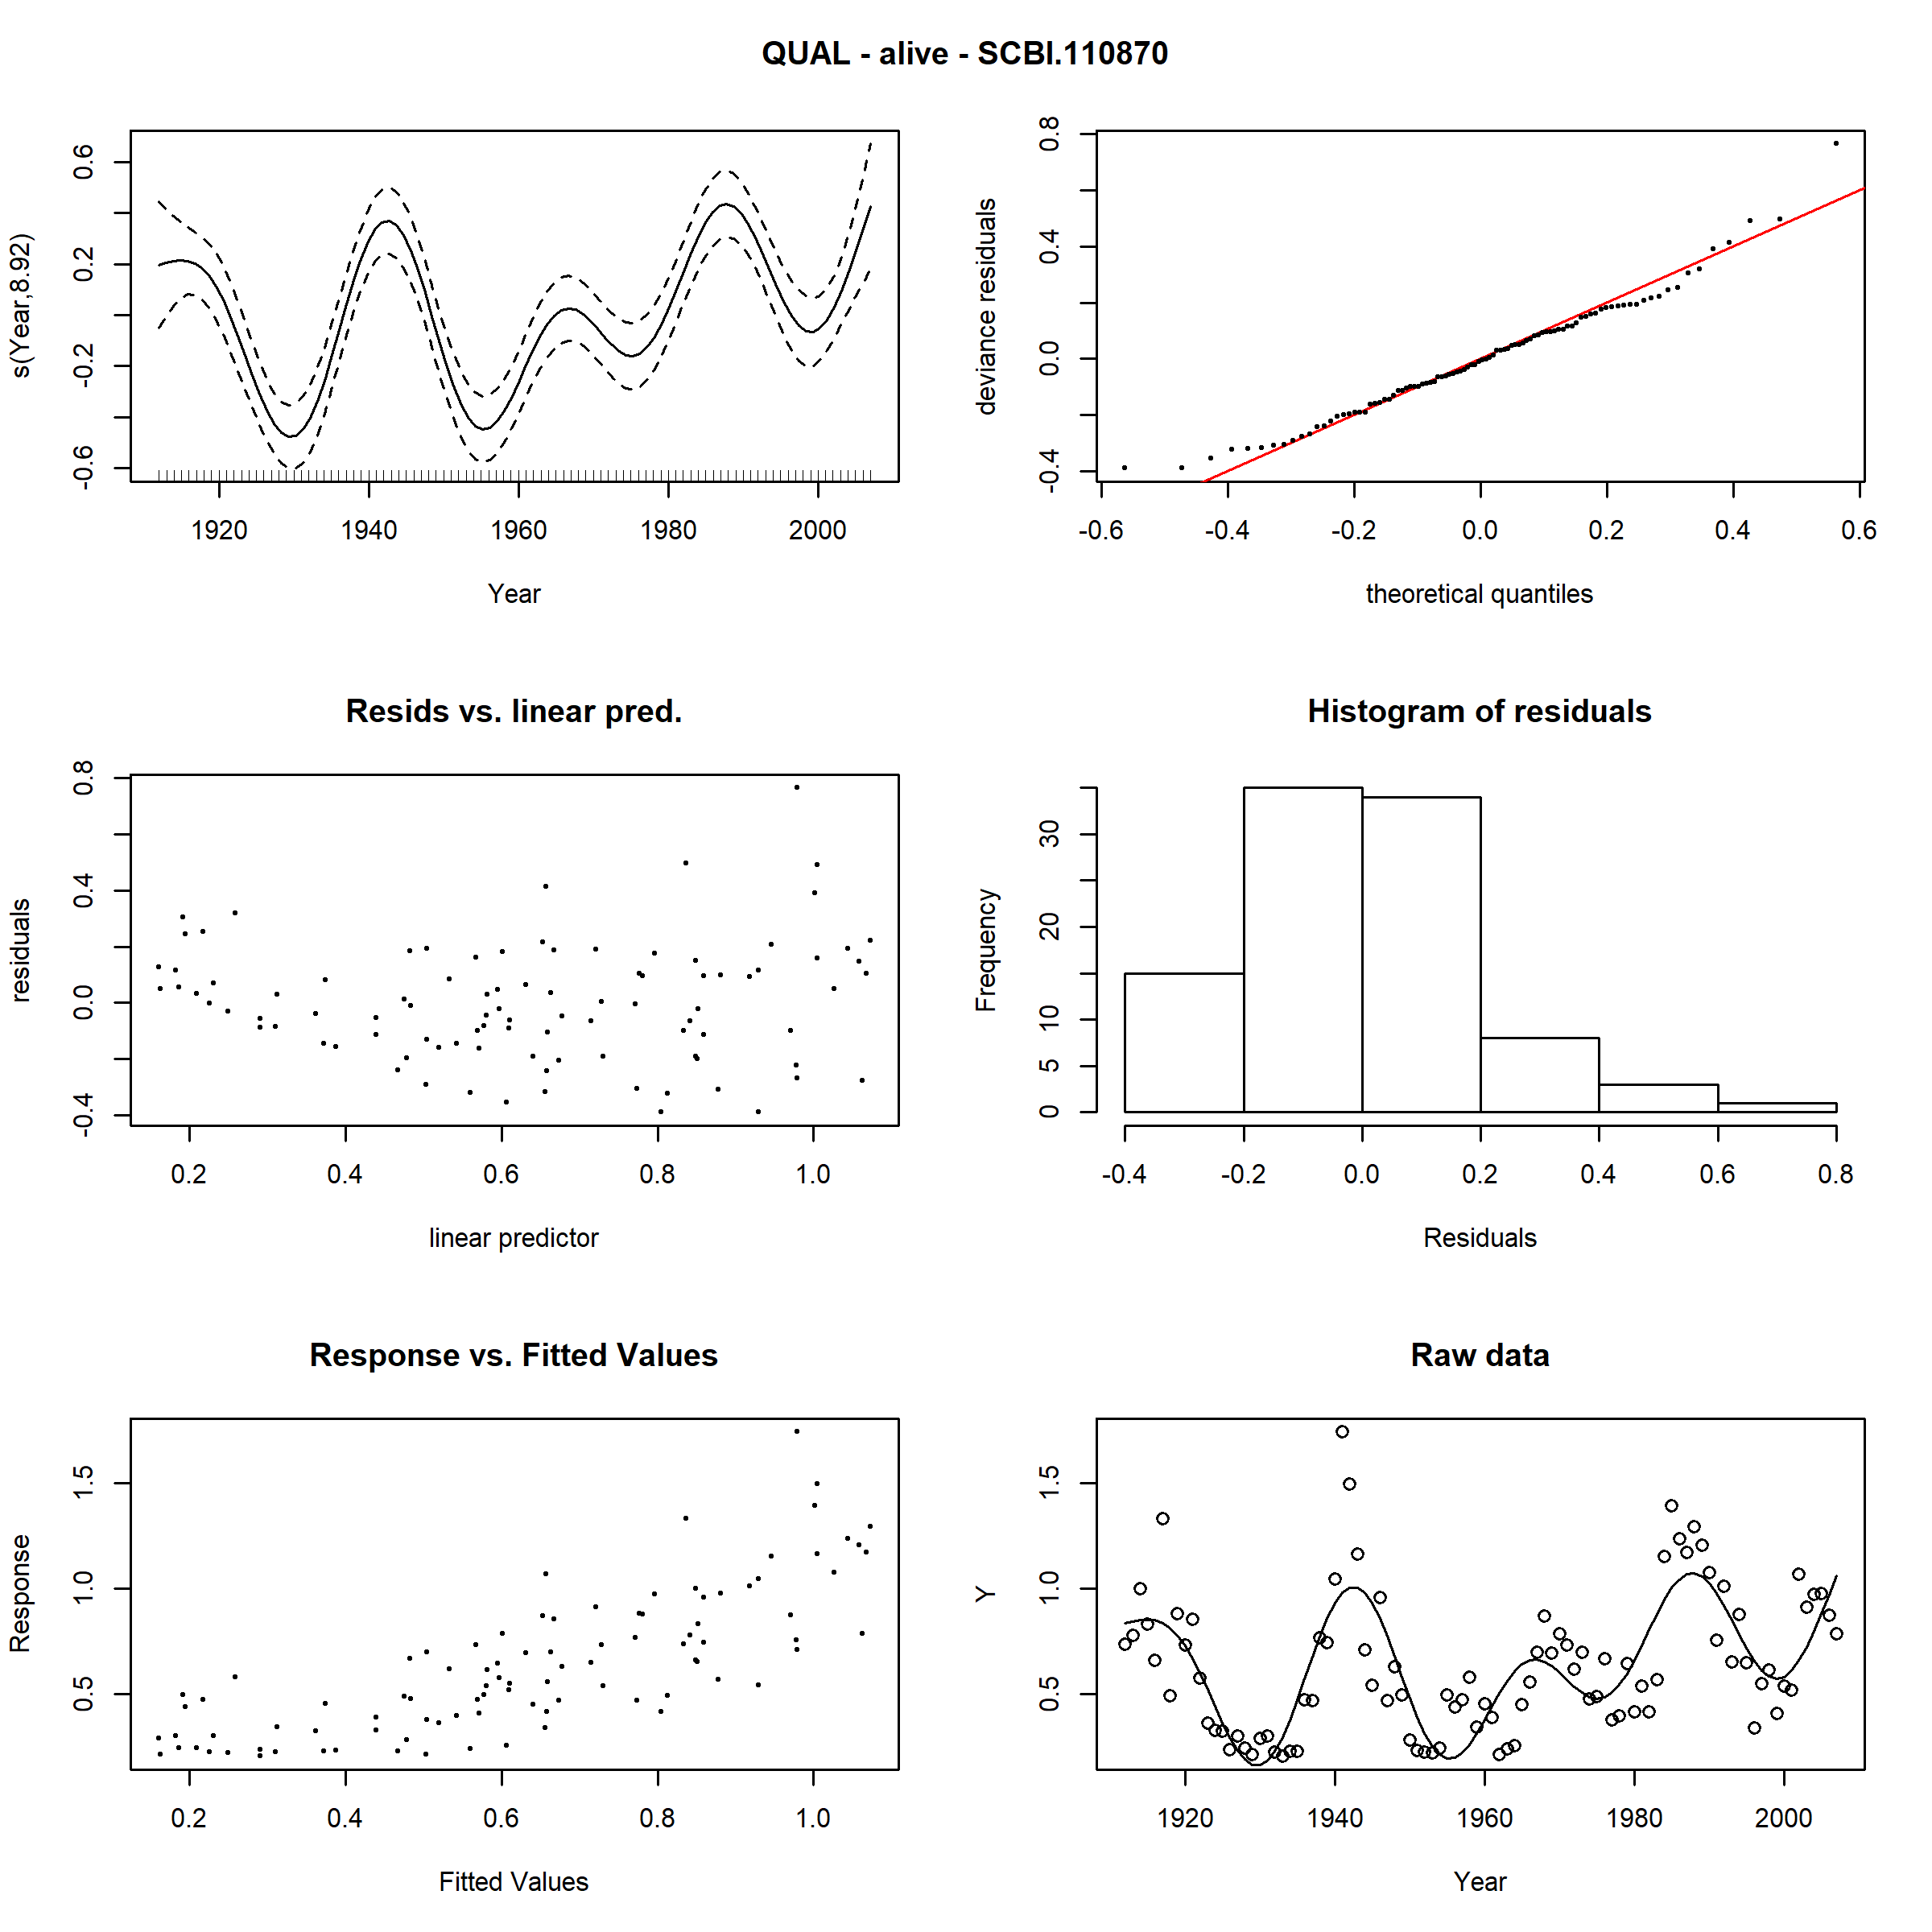 QUAL - alive - SCBI.110870
s(Year,8.92)
-0.6 -0.2 0.2 0.6
1920 1940 1960 1980 2000
Year
deviance residuals
-0.4 0.0 0.4 0.8
-0.6 -0.4 -0.2 0.0 0.2 0.4 0.6
theoretical quantiles
Resids vs. linear pred.
residuals
-0.4 0.0 0.4 0.8
0.2 0.4 0.6 0.8 1.0
linear predictor
Histogram of residuals
Frequency
0 5 10 20 30
-0.4 -0.2 0.0 0.2 0.4 0.6 0.8
Residuals
Response vs. Fitted Values
Response
0.5 1.0 1.5
0.2 0.4 0.6 0.8 1.0
Fitted Values
Raw data
Y
0.5 1.0 1.5
1920 1940 1960 1980 2000
Year